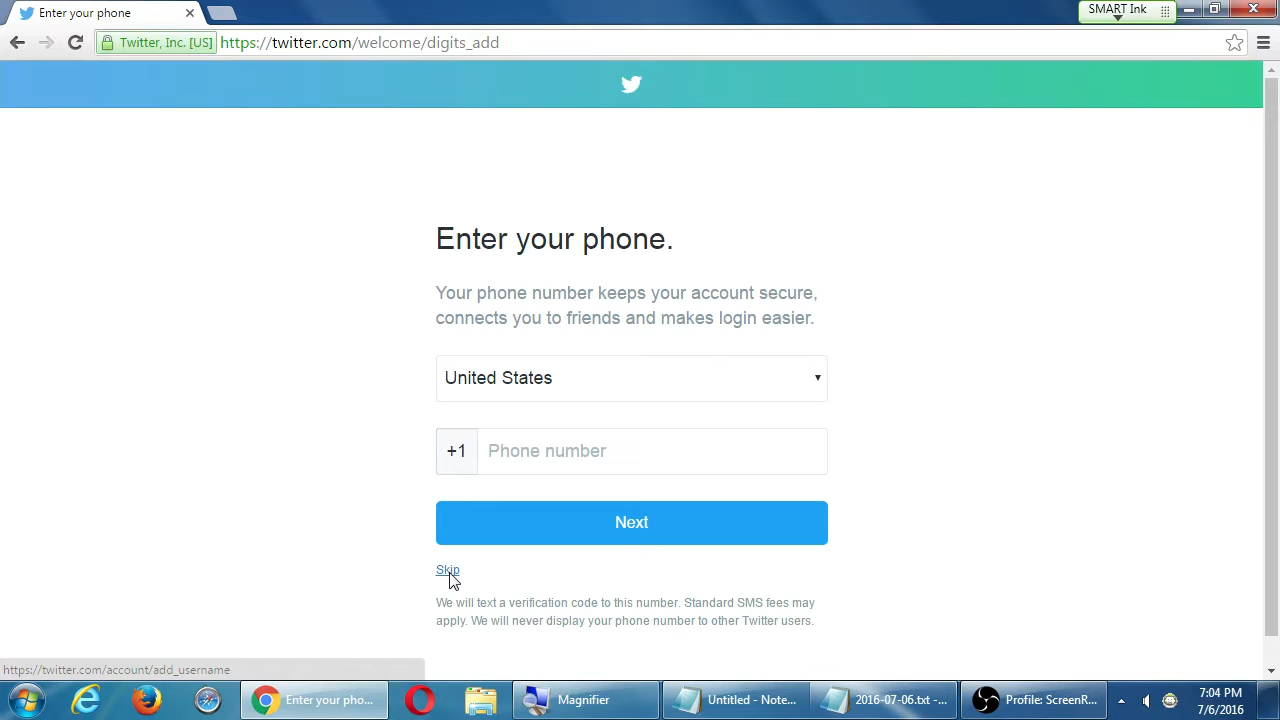 Enter your phone
SMART Ink
Twitter, Inc. [US]
https://twitter.com/welcome/digits_add
Enter your phone.
Your phone number keeps your account secure,
connects you to friends and makes login easier.
United States
+1
Phone number
Next
Skip
We will text a verification code to this number. Standard SMS fees may
apply. We will never display your phone number to other Twitter users.
https://twitter.com/account/add_username
Enter your pho...
Magnifier
Untitled - Note...
2016-07-06.txt -...
Profile: ScreenR...
7:04 PM
7/6/2016